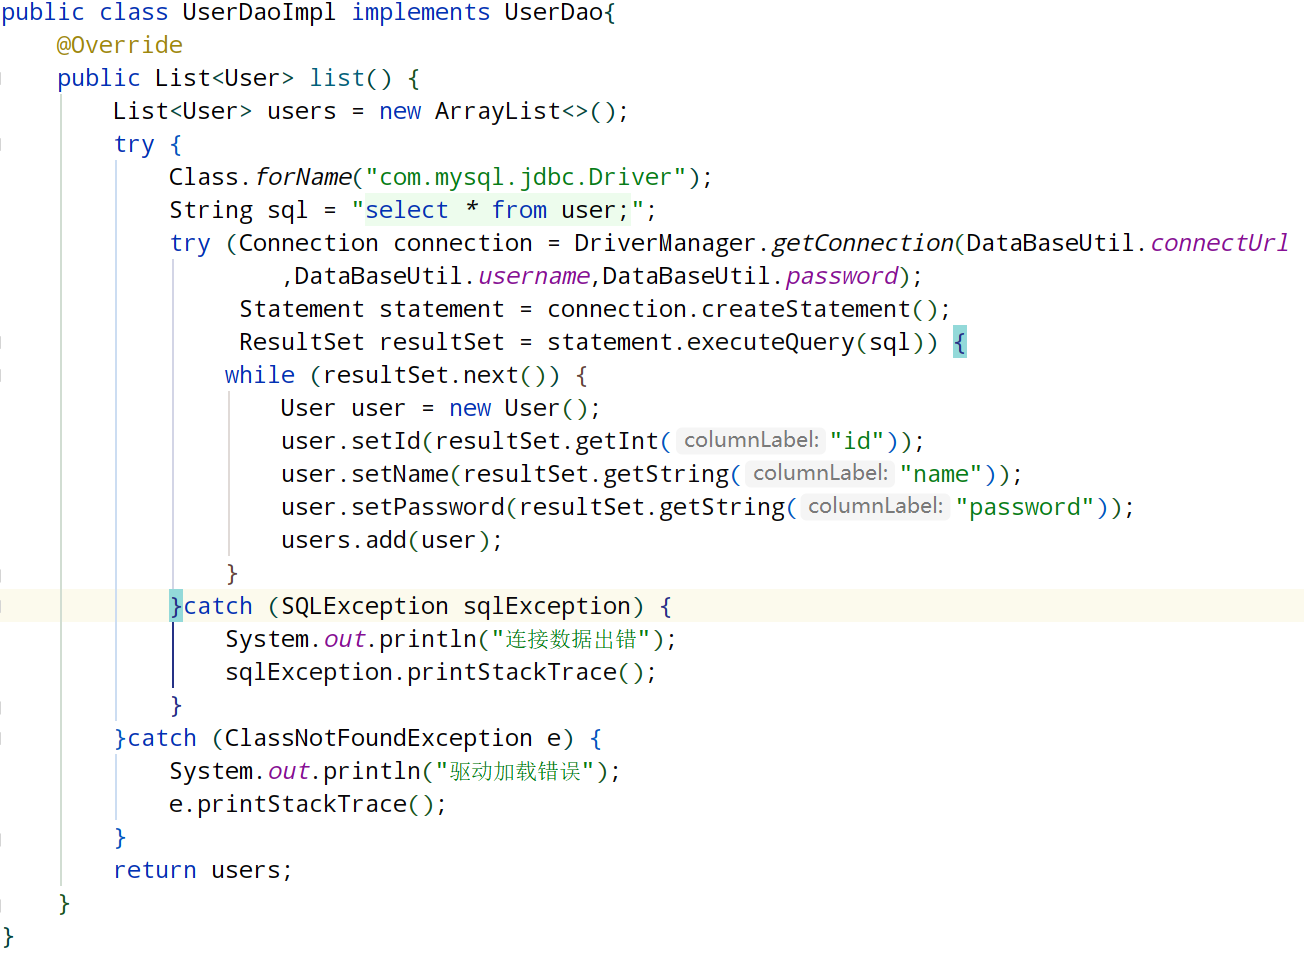 public class UserDaoImpl implements UserDao{
@Override
public List<User> list() {
List<User> users = new ArrayList<>();
try {
Class.forName("com.mysql.jdbc.Driver");
String sql = "select * from user;";
try (Connection connection = DriverManager.getConnection(DataBaseUtil.connectUrl
,DataBaseUtil.username,DataBaseUtil.password);
Statement statement = connection.createStatement();
ResultSet resultSet = statement.executeQuery(sql)) {
while (resultSet.next()) {
User user = new User();
user.setId(resultSet.getInt( columnLabel: "id"));
user.setName(resultSet.getString( columnLabel: "name"));
user.setPassword(resultSet.getString( columnLabel: "password"));
users.add(user);
}
}catch (SQLException sqlException) {
System.out.println("连接数据出错");
sqlException.printStackTrace();
}
}catch (ClassNotFoundException e) {
System.out.println("驱动加载错误");
e.printStackTrace();
}
return users;
}
}